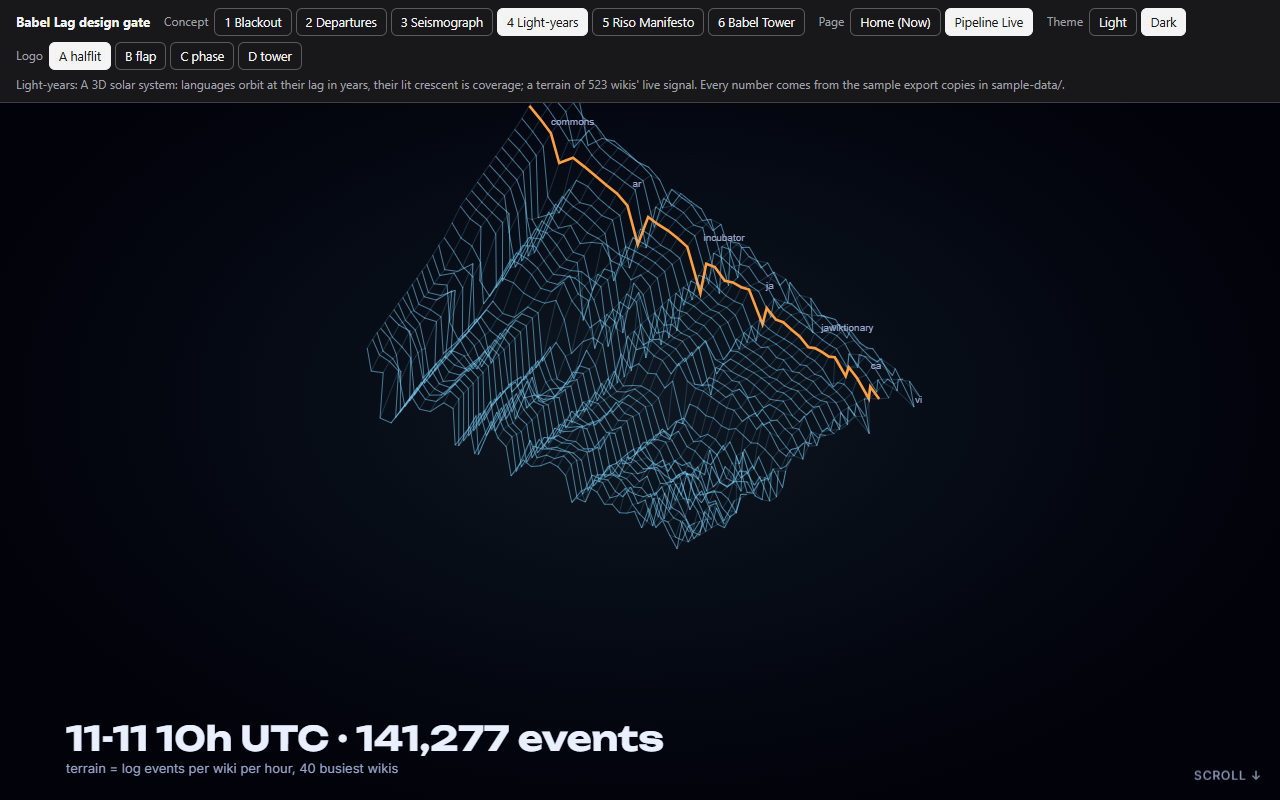 Babel Lag design gate Concept 1 Blackout 2 Departures 3 Seismograph 4 Light-years 5 Riso Manifesto 6 Babel Tower Page Home (Now) Pipeline Live Theme Light Dark
Logo A halflit B flap C phase D tower
Light-years: A 3D solar system: languages orbit at their lag in years, their lit crescent is coverage; a terrain of 523 wikis’ live signal. Every number comes from the sample export copies in sample-data/.
commons
ar
incubator
ja
jawiktionary
ca
vi
11-11 10h UTC · 141,277 events
terrain = log events per wiki per hour, 40 busiest wikis
SCROLL ↓